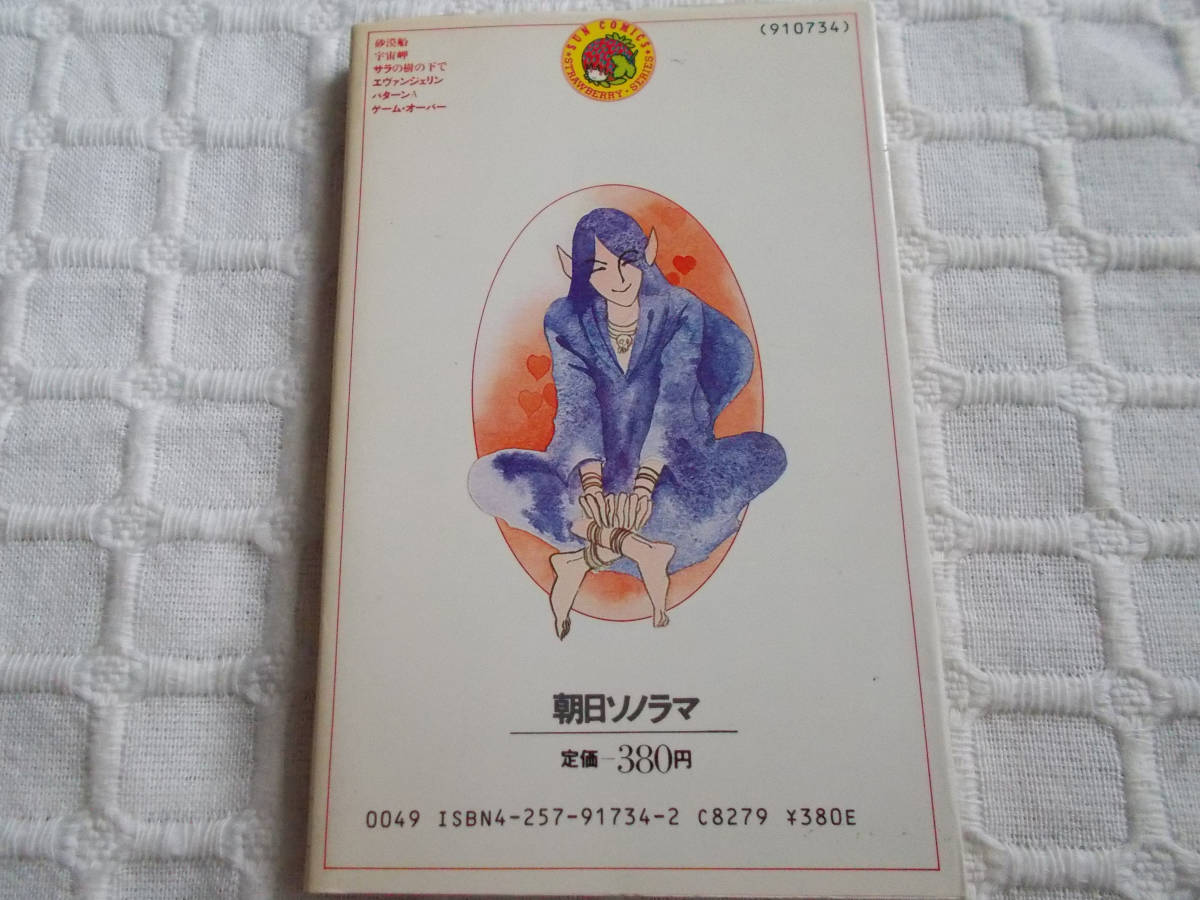 砂漠船
宇宙岬
サラの樹の下で
エヴァンジェリン
パターンA
ゲーム・オーバー
SUN COMICS
STRAWBERRY・SERIES
(910734)
朝日ソノラマ
定価―380円
0049 ISBN4-257-91734-2 C8279 ¥380E